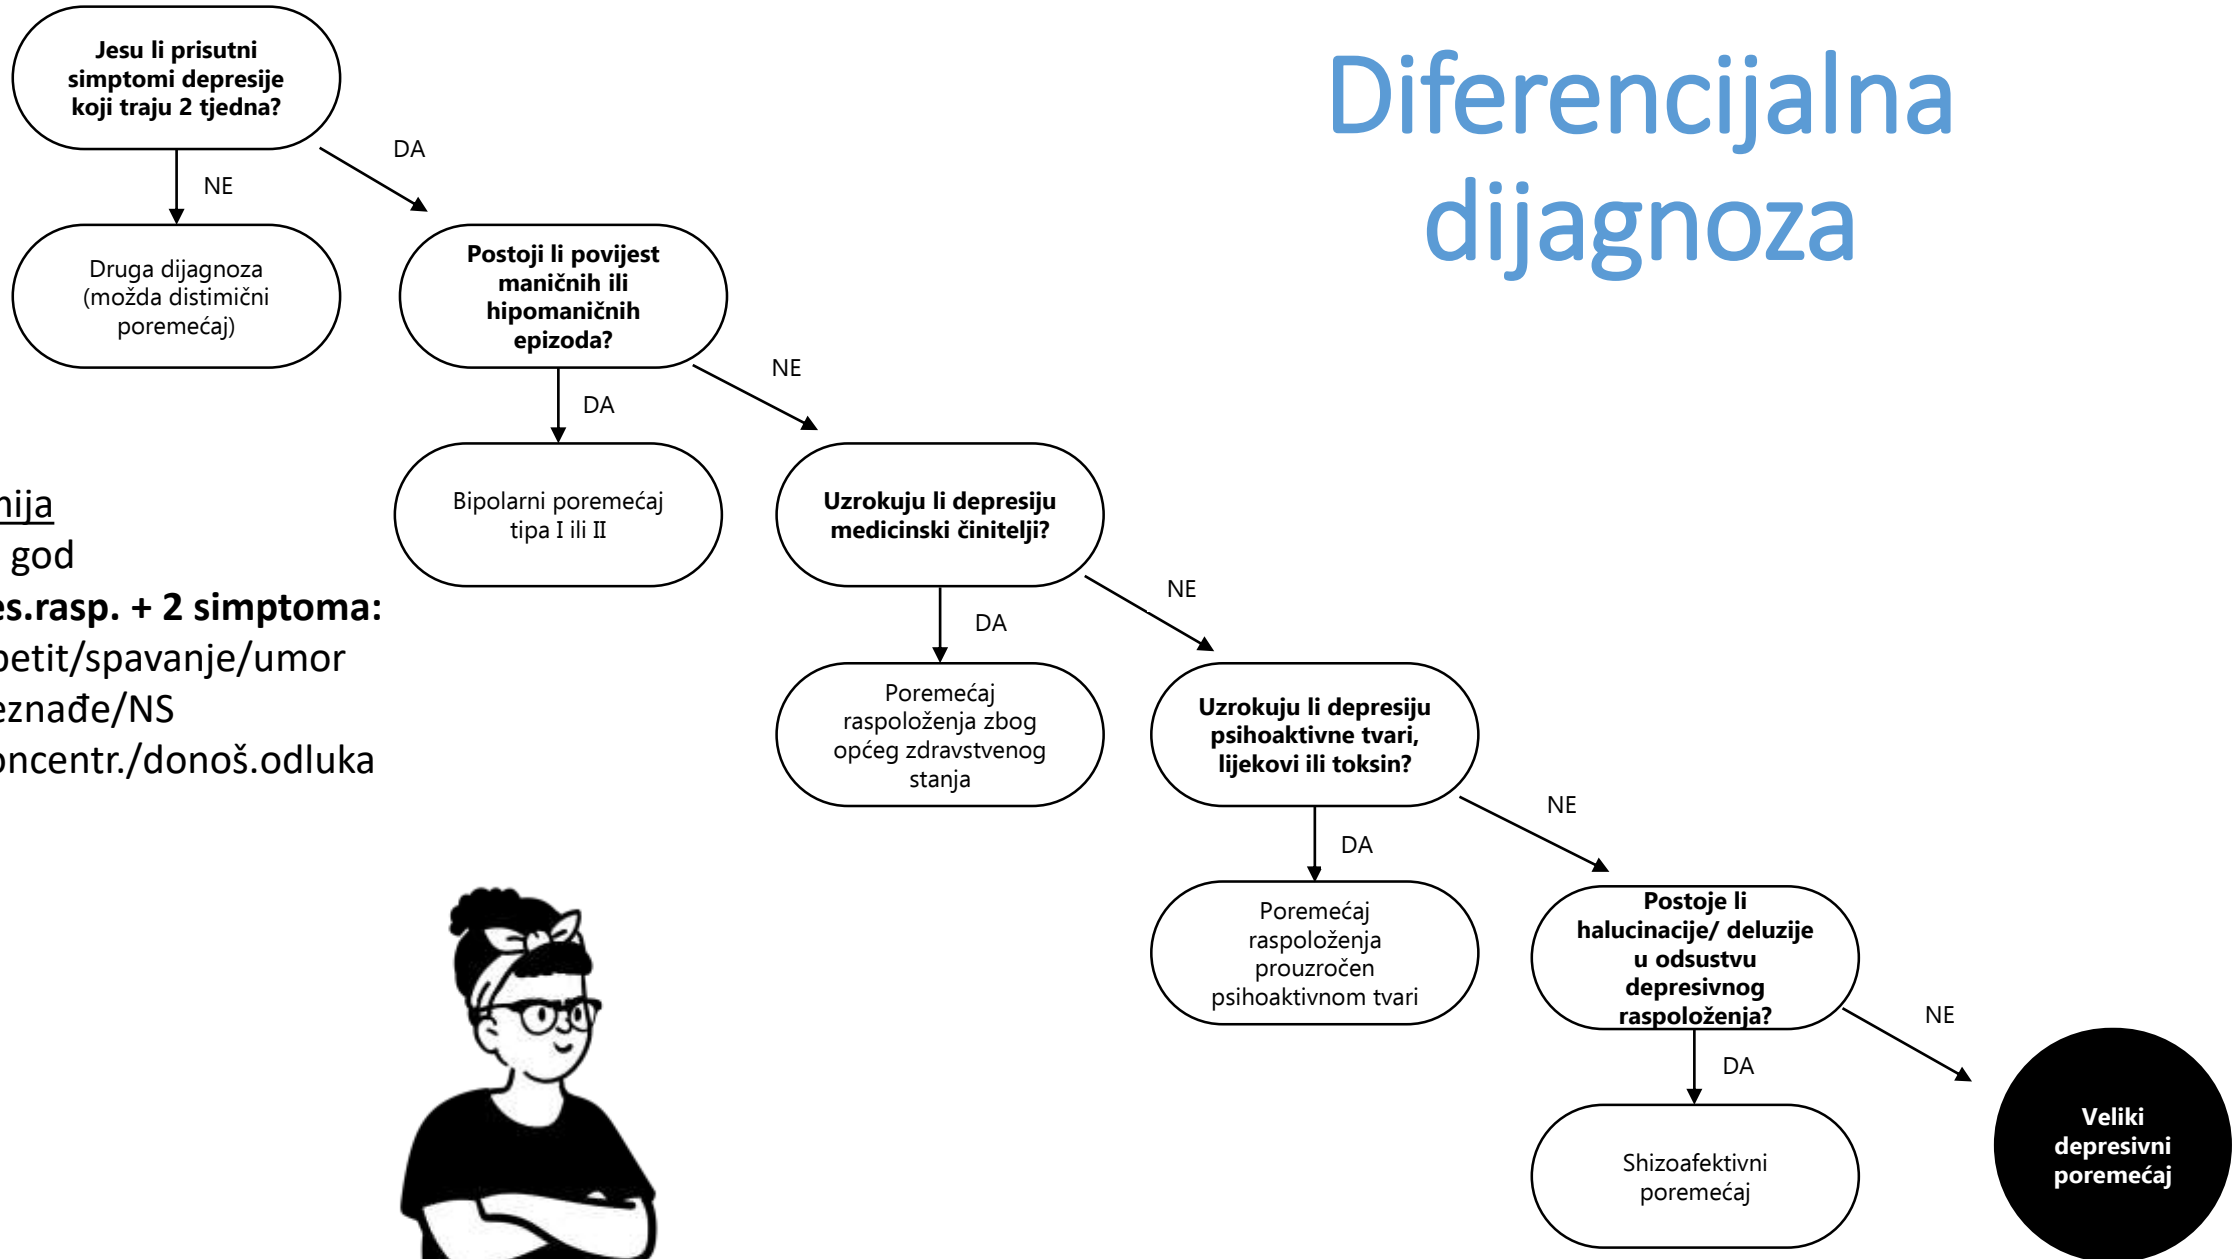 Diferencijalna
dijagnoza
Jesu li prisutni
simptomi depresije
koji traju 2 tjedna?
DA
NE
Druga dijagnoza
(možda distimični
poremećaj)
Postoji li povijest
maničnih ili
hipomaničnih
epizoda?
NE
DA
Bipolarni poremećaj
tipa I ili II
Uzrokuju li depresiju
medicinski činitelji?
NE
DA
Poremećaj
raspoloženja zbog
općeg zdravstvenog
stanja
Uzrokuju li depresiju
psihoaktivne tvari,
lijekovi ili toksin?
NE
DA
Poremećaj
raspoloženja
prouzročen
psihoaktivnom tvari
Postoje li
halucinacije/ deluzije
u odsustvu
depresivnog
raspoloženja?
NE
DA
Shizoafektivni
poremećaj
Veliki
depresivni
poremećaj
god
es.rasp. + 2 simptoma:
petit/spavanje/umor
eznađe/NS
oncentr./donoš.odluka